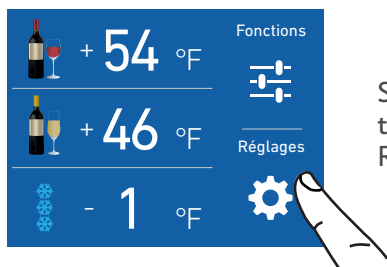 + 54 °F
Fonctions
+ 46 °F
Réglages
- 1 °F